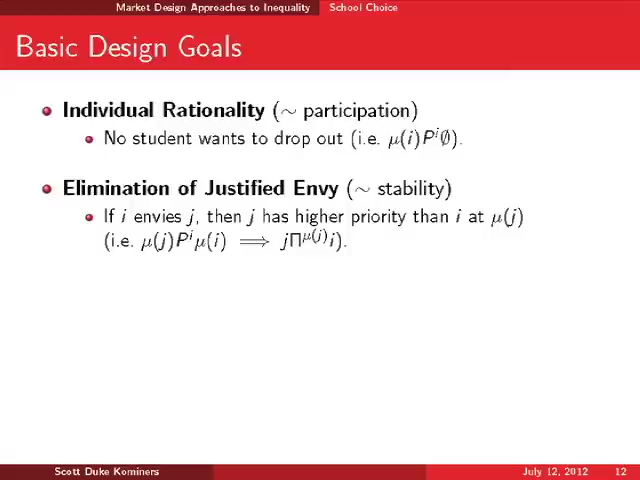 Market Design Approaches to Inequality School Choice
Basic Design Goals
Individual Rationality (∼ participation)
No student wants to drop out (i.e. μ(i)Pⁱ∅).
Elimination of Justified Envy (∼ stability)
If i envies j, then j has higher priority than i at μ(j)
(i.e. μ(j)Pⁱμ(i) ⟹ jΠ^μ(j)i).
Scott Duke Kominers July 12, 2012 12